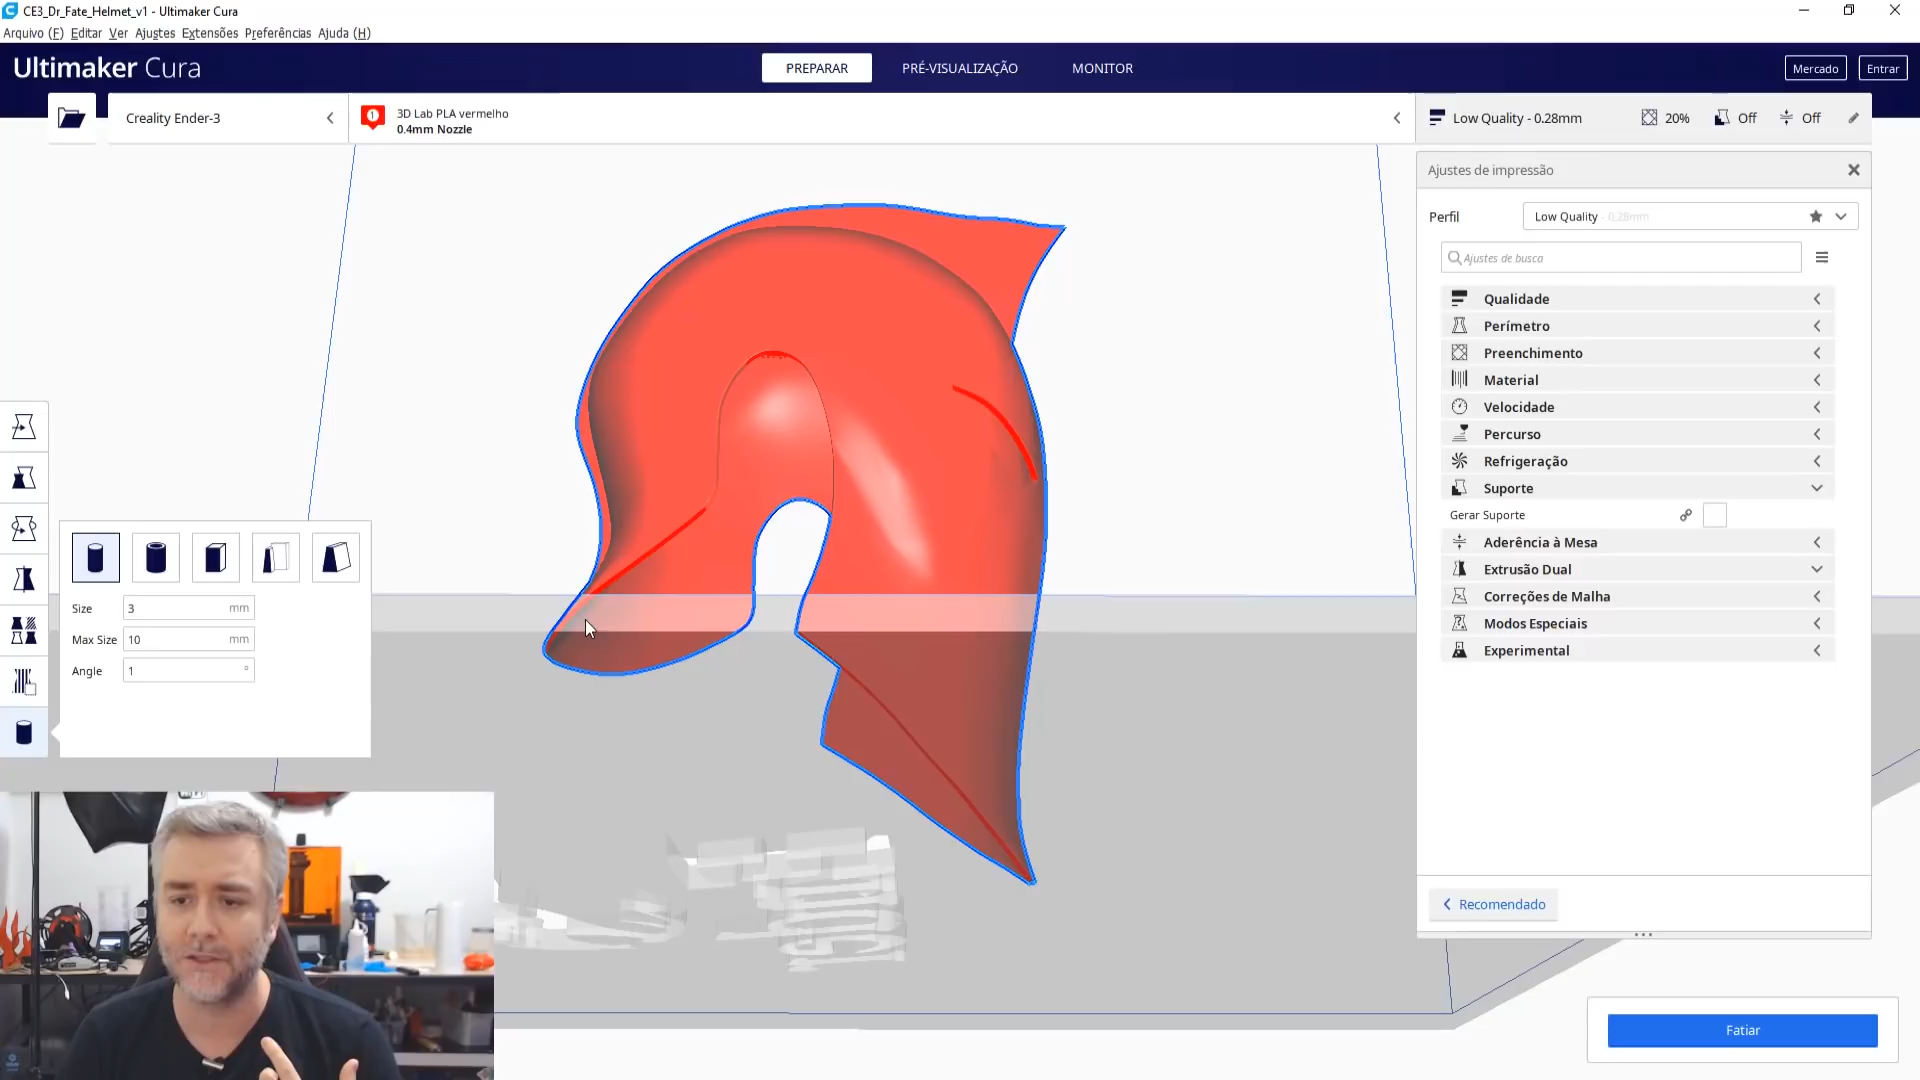 CE3_Dr_Fate_Helmet_v1 - Ultimaker Cura
Arquivo (F) Editar Ver Ajustes Extensões Preferências Ajuda (H)
Ultimaker Cura
PREPARAR
PRÉ-VISUALIZAÇÃO
MONITOR
Mercado
Entrar
Creality Ender-3
1
3D Lab PLA vermelho
0.4mm Nozzle
Low Quality - 0.28mm
20%
Off
Off
Ajustes de impressão
Perfil
Low Quality - 0.28mm
Ajustes de busca
Qualidade
Perímetro
Preenchimento
Material
Velocidade
Percurso
Refrigeração
Suporte
Gerar Suporte
Aderência à Mesa
Extrusão Dual
Correções de Malha
Modos Especiais
Experimental
Recomendado
Fatiar
Size 3 mm
Max Size 10 mm
Angle 1 °